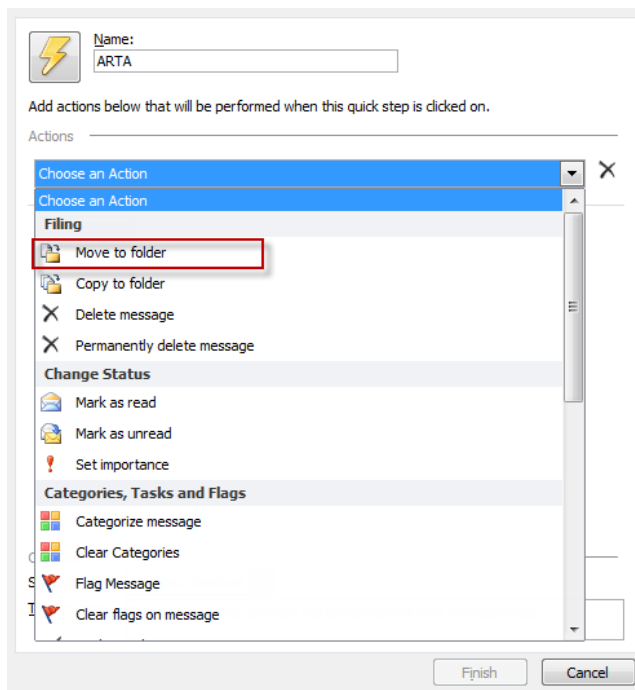 Name:
ARTA
Add actions below that will be performed when this quick step is clicked on.
Actions
Choose an Action
Choose an Action
Filing
Move to folder
Copy to folder
Delete message
Permanently delete message
Change Status
Mark as read
Mark as unread
Set importance
Categories, Tasks and Flags
Categorize message
Clear Categories
Flag Message
Clear flags on message
Finish
Cancel